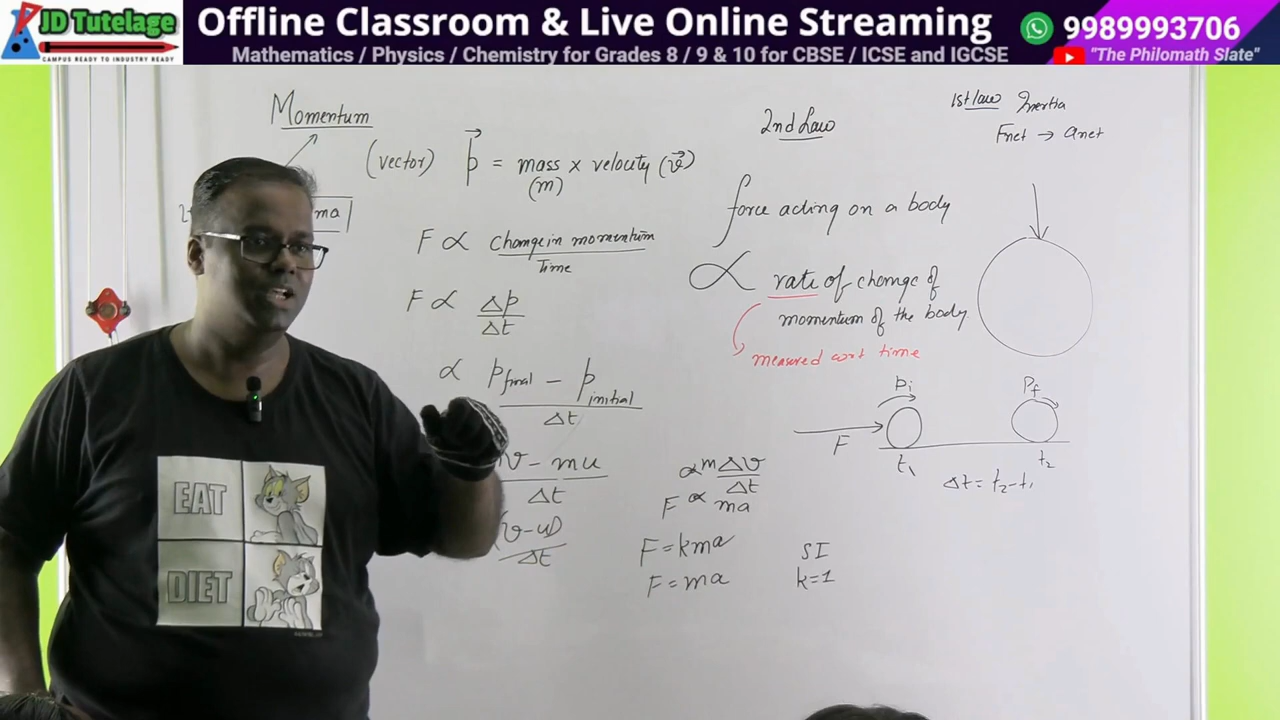 JD Tutelage
CAMPUS READY TO INDUSTRY READY
Offline Classroom & Live Online Streaming
9989993706
Mathematics / Physics / Chemistry for Grades 8 / 9 & 10 for CBSE / ICSE and IGCSE
"The Philomath Slate"
Momentum
(vector) p⃗ = mass × velocity (v⃗)
(m)
ma
F ∝ change in momentum
Time
F ∝ Δp
Δt
∝ pfinal – pinitial
Δt
v – mu
Δt
(v-u)
Δt
2nd Law
force acting on a body
∝ rate of change of
momentum of the body
measured wrt time
∝ mΔv
Δt
F ∝ ma
F = kma
F = ma
SI
k=1
1st law Inertia
Fnet → anet
Pi
Pf
F
t1
t2
Δt = t2-t1
EAT
DIET